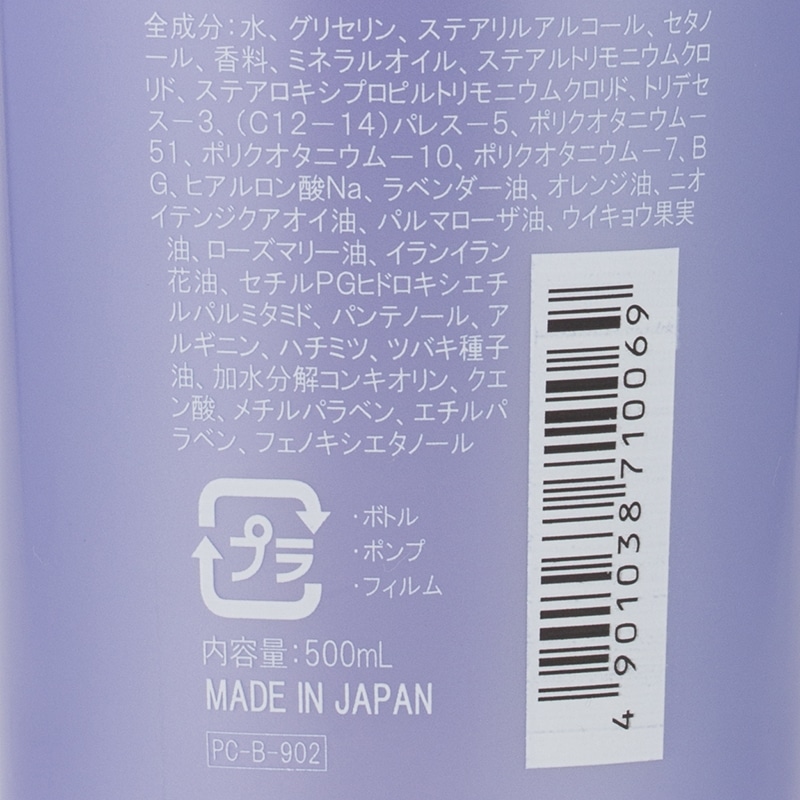 全成分：水、グリセリン、ステアリルアルコール、セタノ
ール、香料、ミネラルオイル、ステアルトリモニウムクロ
リド、ステアロキシプロピルトリモニウムクロリド、トリデセ
スー3、（C12－14）パレスー5、ポリクオタニウムー
51、ポリクオタニウムー10、ポリクオタニウムー7、B
G、ヒアルロン酸Na、ラベンダー油、オレンジ油、ニオ
イテンジクアオイ油、パルマローザ油、ウイキョウ果実
油、ローズマリー油、イランイラン
花油、セチルPGヒドロキシエチ
ルパルミタミド、パンテノール、ア
ルギニン、ハチミツ、ツバキ種子
油、加水分解コンキオリン、クエ
ン酸、メチルパラベン、エチルパ
ラベン、フェノキシエタノール
プラ
・ボトル
・ポンプ
・フィルム
内容量：500mL
MADE IN JAPAN
PC-B-902
4901038710069